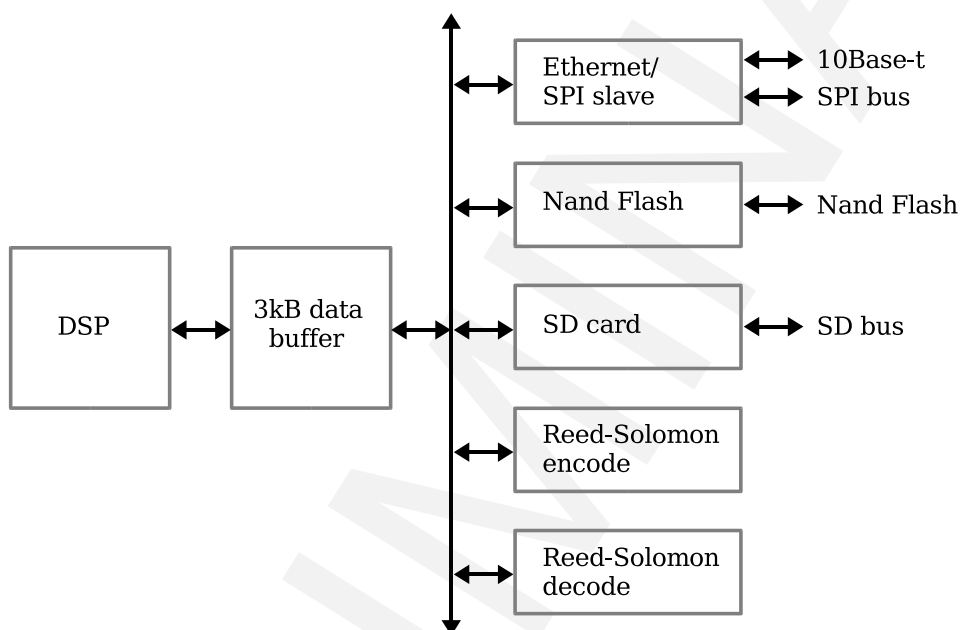 Ethernet/
SPI slave
10Base-t
SPI bus
Nand Flash
Nand Flash
DSP
3kB data
buffer
SD card
SD bus
Reed-Solomon
encode
Reed-Solomon
decode